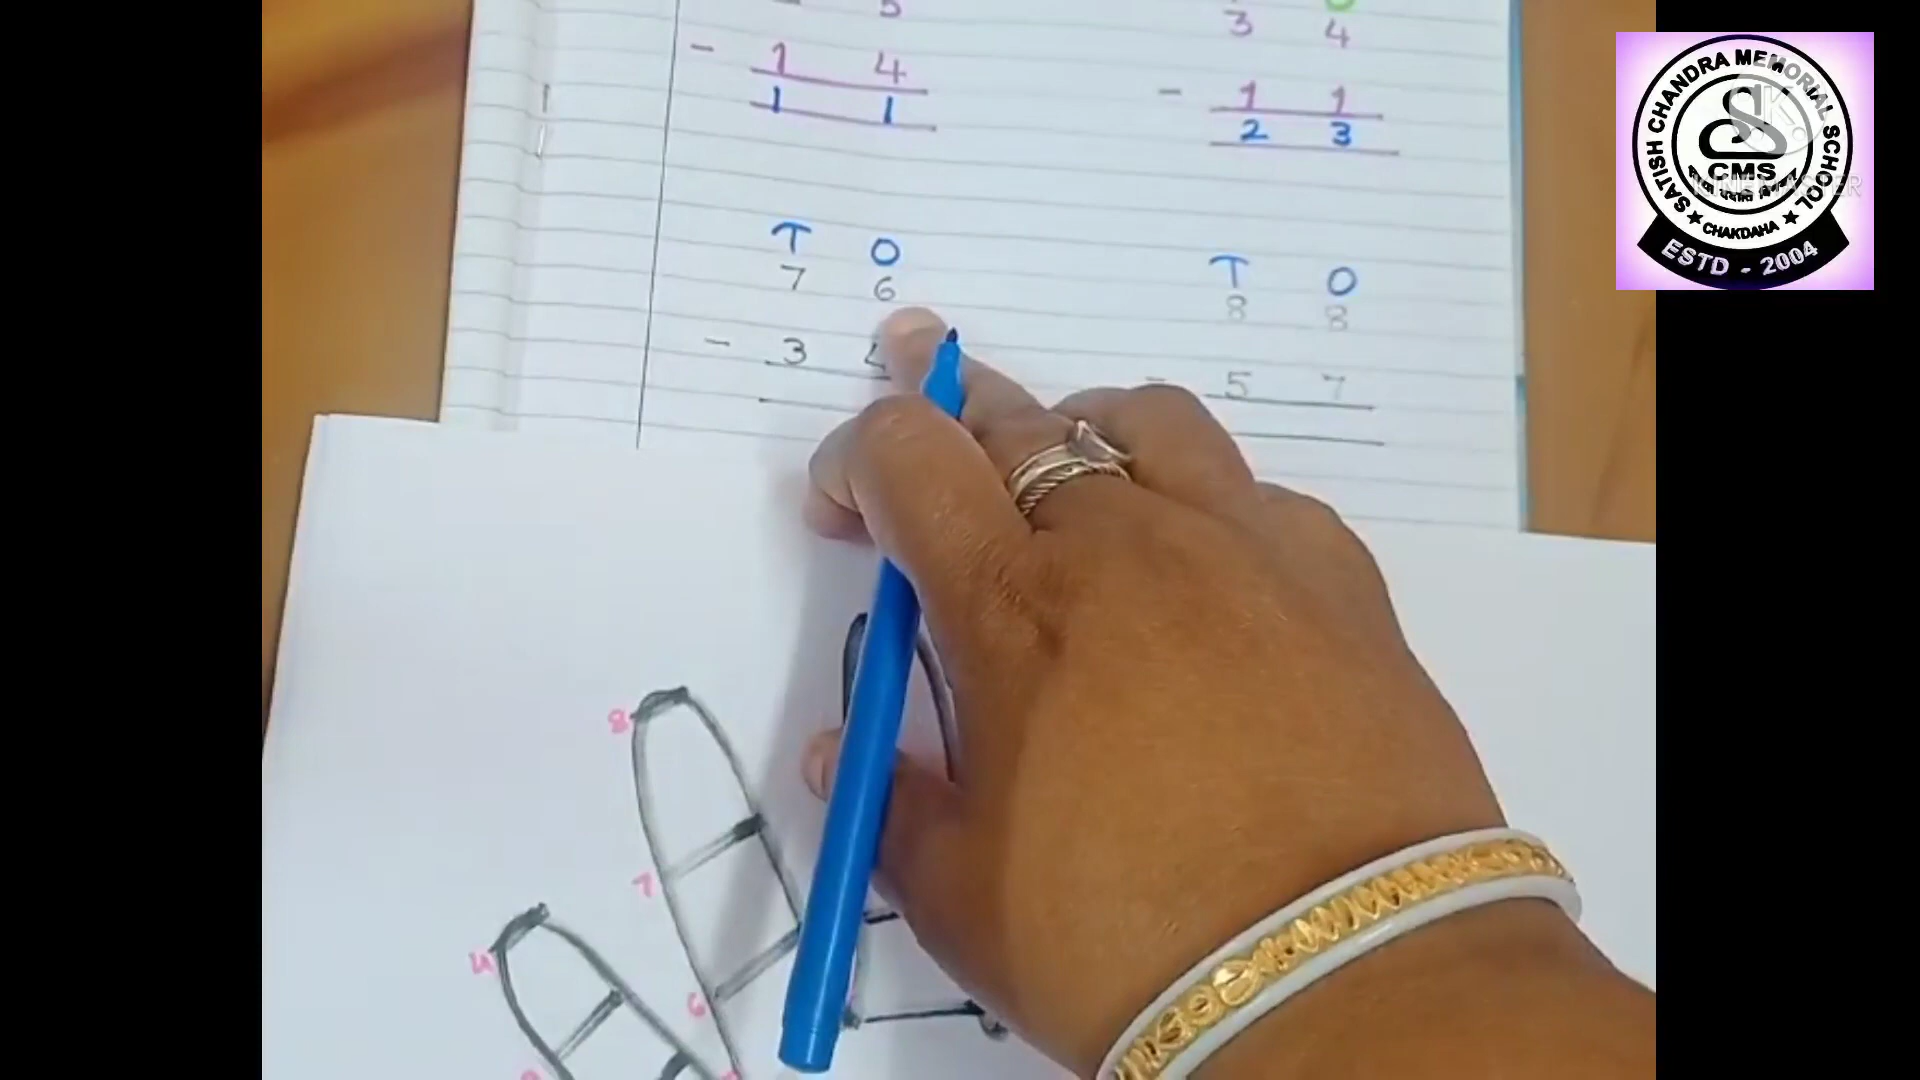 5
- 1 4
1 1
3 4
- 1 1
2 3
T O
7 6
- 3 4
T O
8 8
- 5 7
8
7
6
4
SATISH CHANDRA MEMORIAL SCHOOL
CMS
CHAKDAHA
ESTD - 2004
KINEMASTER